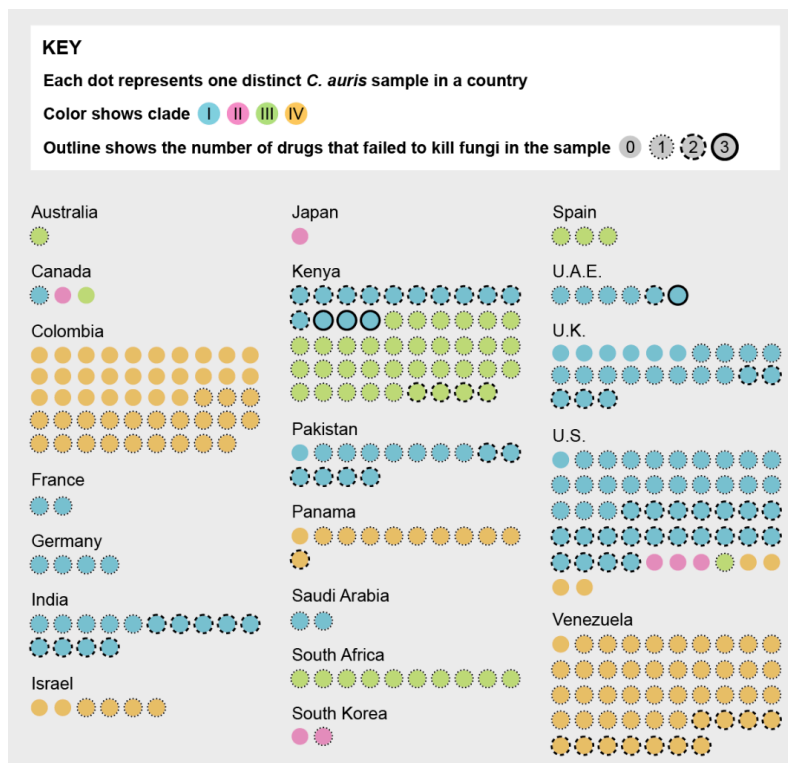 KEY
Each dot represents one distinct C. auris sample in a country
Color shows clade I II III IV
Outline shows the number of drugs that failed to kill fungi in the sample 0 1 2 3
Australia
Canada
Colombia
France
Germany
India
Israel
Japan
Kenya
Pakistan
Panama
Saudi Arabia
South Africa
South Korea
Spain
U.A.E.
U.K.
U.S.
Venezuela